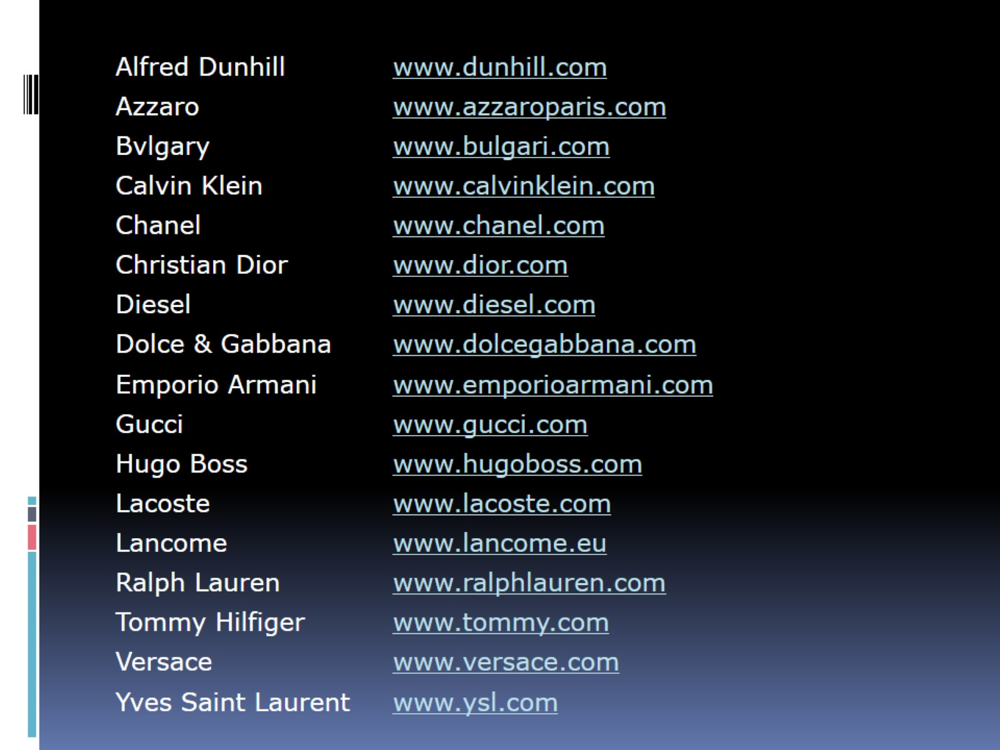 Alfred Dunhill www.dunhill.com
Azzaro www.azzaroparis.com
Bvlgary www.bulgari.com
Calvin Klein www.calvinklein.com
Chanel www.chanel.com
Christian Dior www.dior.com
Diesel www.diesel.com
Dolce & Gabbana www.dolcegabbana.com
Emporio Armani www.emporioarmani.com
Gucci www.gucci.com
Hugo Boss www.hugoboss.com
Lacoste www.lacoste.com
Lancome www.lancome.eu
Ralph Lauren www.ralphlauren.com
Tommy Hilfiger www.tommy.com
Versace www.versace.com
Yves Saint Laurent www.ysl.com